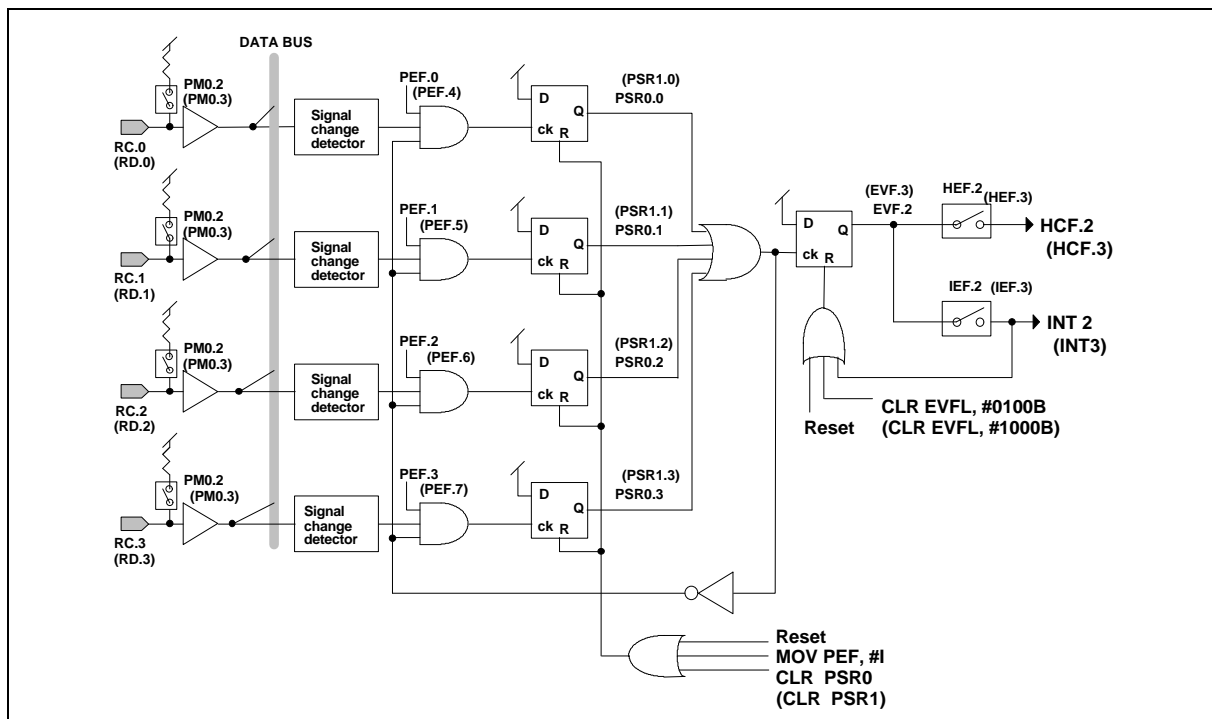 DATA BUS
PM0.2
(PM0.3)
RC.0
(RD.0)
Signal
change
detector
PEF.0
(PEF.4)
D
Q
ck
R
(PSR1.0)
PSR0.0
PM0.2
(PM0.3)
RC.1
(RD.1)
Signal
change
detector
PEF.1
(PEF.5)
D
Q
ck
R
(PSR1.1)
PSR0.1
PM0.2
(PM0.3)
RC.2
(RD.2)
Signal
change
detector
PEF.2
(PEF.6)
D
Q
ck
R
(PSR1.2)
PSR0.2
PM0.2
(PM0.3)
RC.3
(RD.3)
Signal
change
detector
PEF.3
(PEF.7)
D
Q
ck
R
(PSR1.3)
PSR0.3
D
Q
ck
R
(EVF.3)
EVF.2
HEF.2
(HEF.3)
HCF.2
(HCF.3)
IEF.2 (IEF.3)
INT 2
(INT3)
CLR EVFL, #0100B
(CLR EVFL, #1000B)
Reset
Reset
MOV PEF, #I
CLR PSR0
(CLR PSR1)